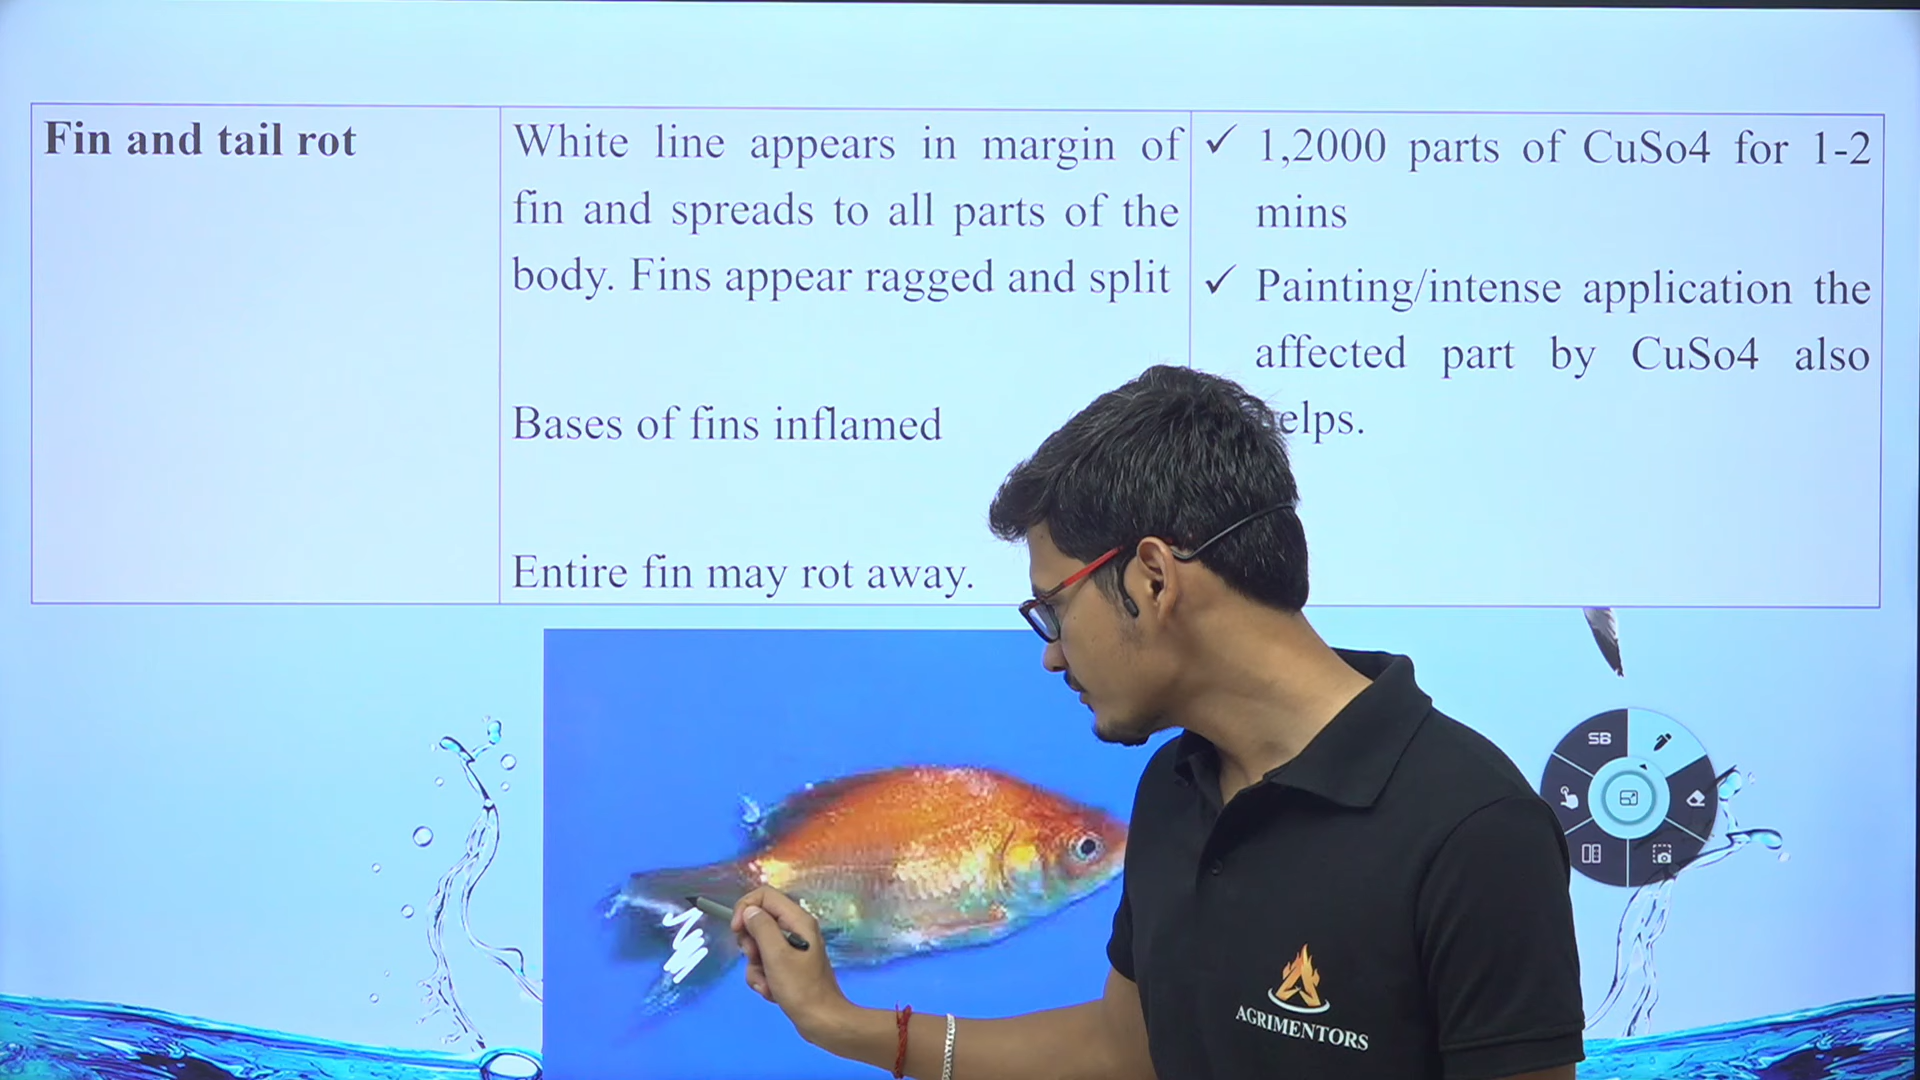 Fin and tail rot
White line appears in margin of
fin and spreads to all parts of the
body. Fins appear ragged and split
Bases of fins inflamed
Entire fin may rot away.
✓ 1,2000 parts of CuSo4 for 1-2
mins
✓ Painting/intense application the
affected part by CuSo4 also
elps.
SB
AGRIMENTORS